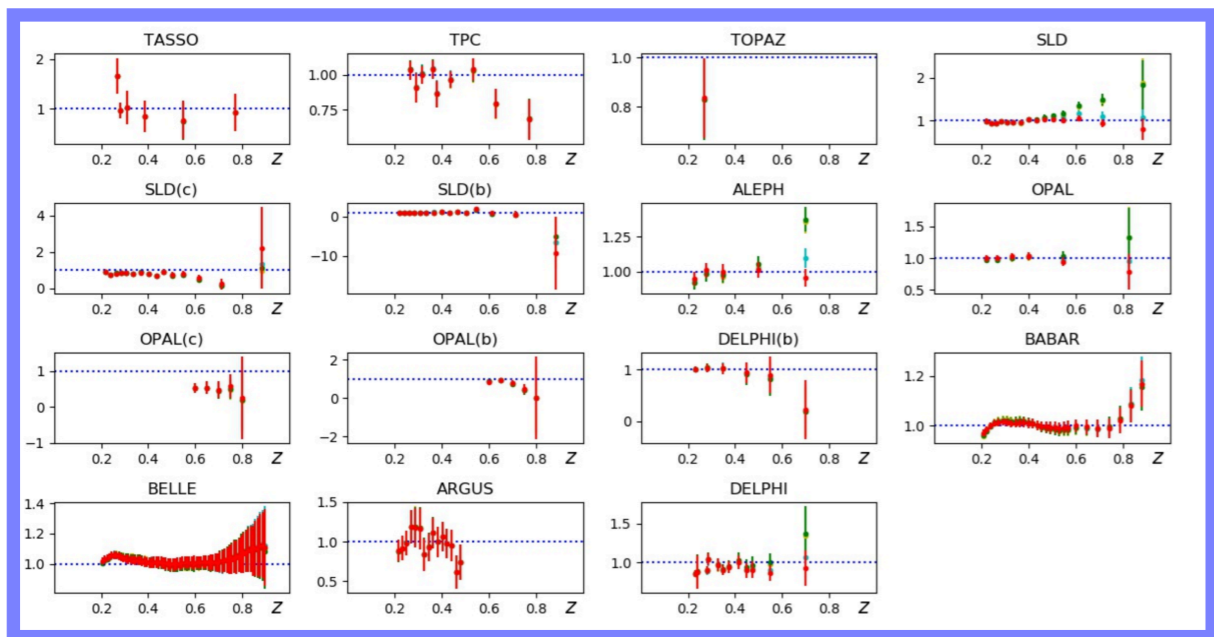 TASSO TPC TOPAZ SLD
2 1 0.2 0.4 0.6 0.8 Z
1.00 0.75 0.2 0.4 0.6 0.8 Z
1.0 0.8 0.2 0.4 0.6 0.8 Z
2 1 0.2 0.4 0.6 0.8 Z
SLD(c) SLD(b) ALEPH OPAL
4 2 0 0.2 0.4 0.6 0.8 Z
0 −10 0.2 0.4 0.6 0.8 Z
1.25 1.00 0.2 0.4 0.6 0.8 Z
1.5 1.0 0.5 0.2 0.4 0.6 0.8 Z
OPAL(c) OPAL(b) DELPHI(b) BABAR
1 0 −1 0.2 0.4 0.6 0.8 Z
2 0 −2 0.2 0.4 0.6 0.8 Z
1 0 0.2 0.4 0.6 0.8 Z
1.2 1.0 0.2 0.4 0.6 0.8 Z
BELLE ARGUS DELPHI
1.4 1.2 1.0 0.2 0.4 0.6 0.8 Z
1.5 1.0 0.5 0.2 0.4 0.6 0.8 Z
1.5 1.0 0.2 0.4 0.6 0.8 Z